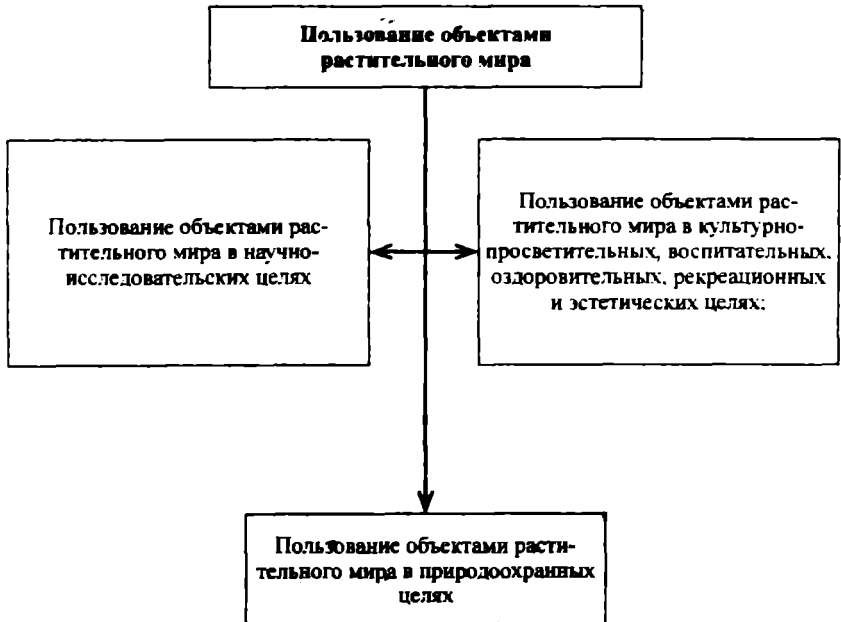 Пользование объектами
растительного мира
Пользование объектами рас-
тительного мира в научно-
исследовательских целях
Пользование объектами рас-
тительного мира в культурно-
просветительных, воспитательных,
оздоровительных, рекреационных
и эстетических целях;
Пользование объектами расти-
тельного мира в природоохранных
целях